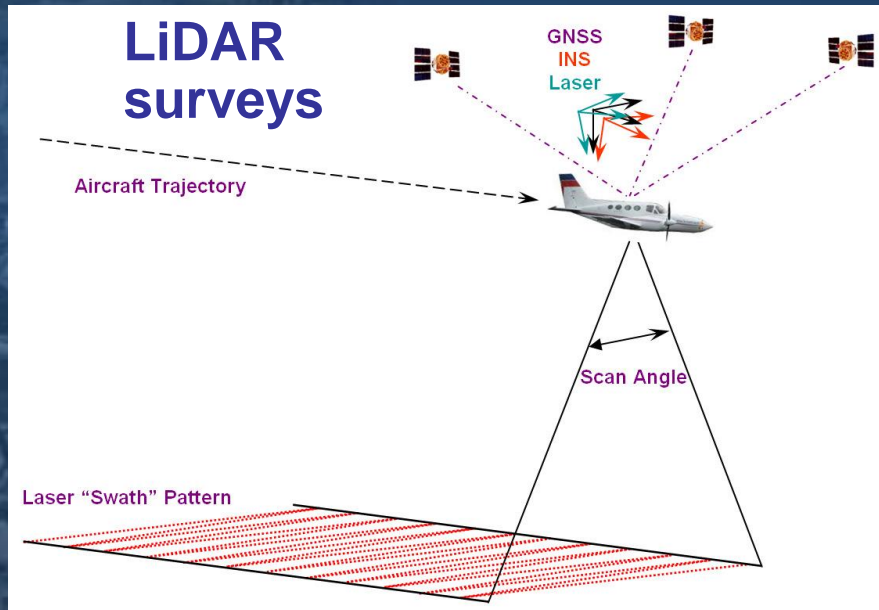 LiDAR
surveys
GNSS
INS
Laser
Aircraft Trajectory
Scan Angle
Laser “Swath” Pattern